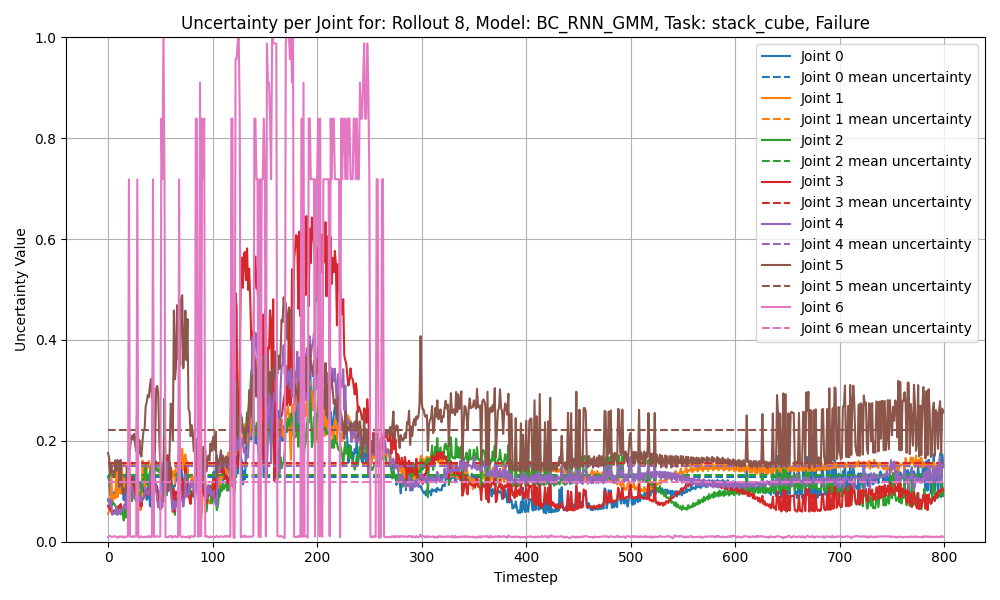 Uncertainty per Joint for: Rollout 8, Model: BC_RNN_GMM, Task: stack_cube, Failure
1.0
0.8
0.6
0.4
0.2
0.0
Uncertainty Value
Joint 0
Joint 0 mean uncertainty
Joint 1
Joint 1 mean uncertainty
Joint 2
Joint 2 mean uncertainty
Joint 3
Joint 3 mean uncertainty
Joint 4
Joint 4 mean uncertainty
Joint 5
Joint 5 mean uncertainty
Joint 6
Joint 6 mean uncertainty
0 100 200 300 400 500 600 700 800
Timestep